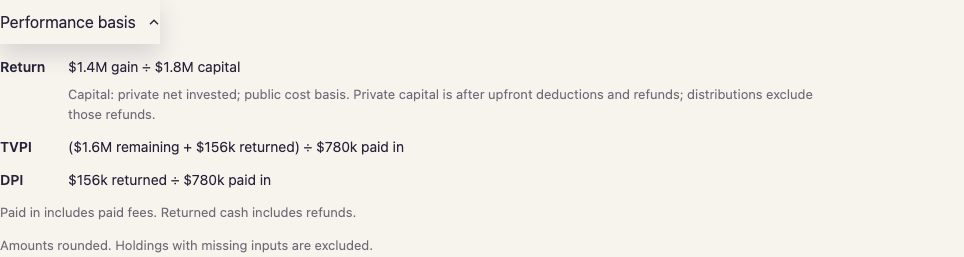 Performance basis
Return $1.4M gain ÷ $1.8M capital
Capital: private net invested; public cost basis. Private capital is after upfront deductions and refunds; distributions exclude
those refunds.
TVPI ($1.6M remaining + $156k returned) ÷ $780k paid in
DPI $156k returned ÷ $780k paid in
Paid in includes paid fees. Returned cash includes refunds.
Amounts rounded. Holdings with missing inputs are excluded.